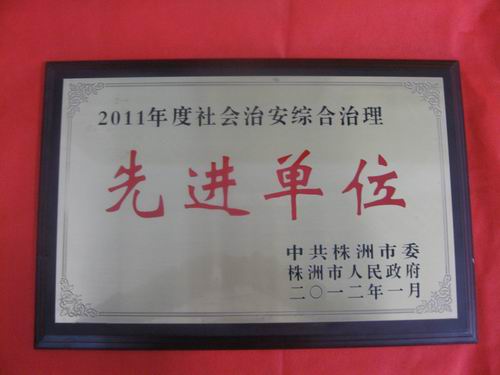 2011年度社会治安综合治理
先进单位
中共株洲市委
株洲市人民政府
二〇一二年一月